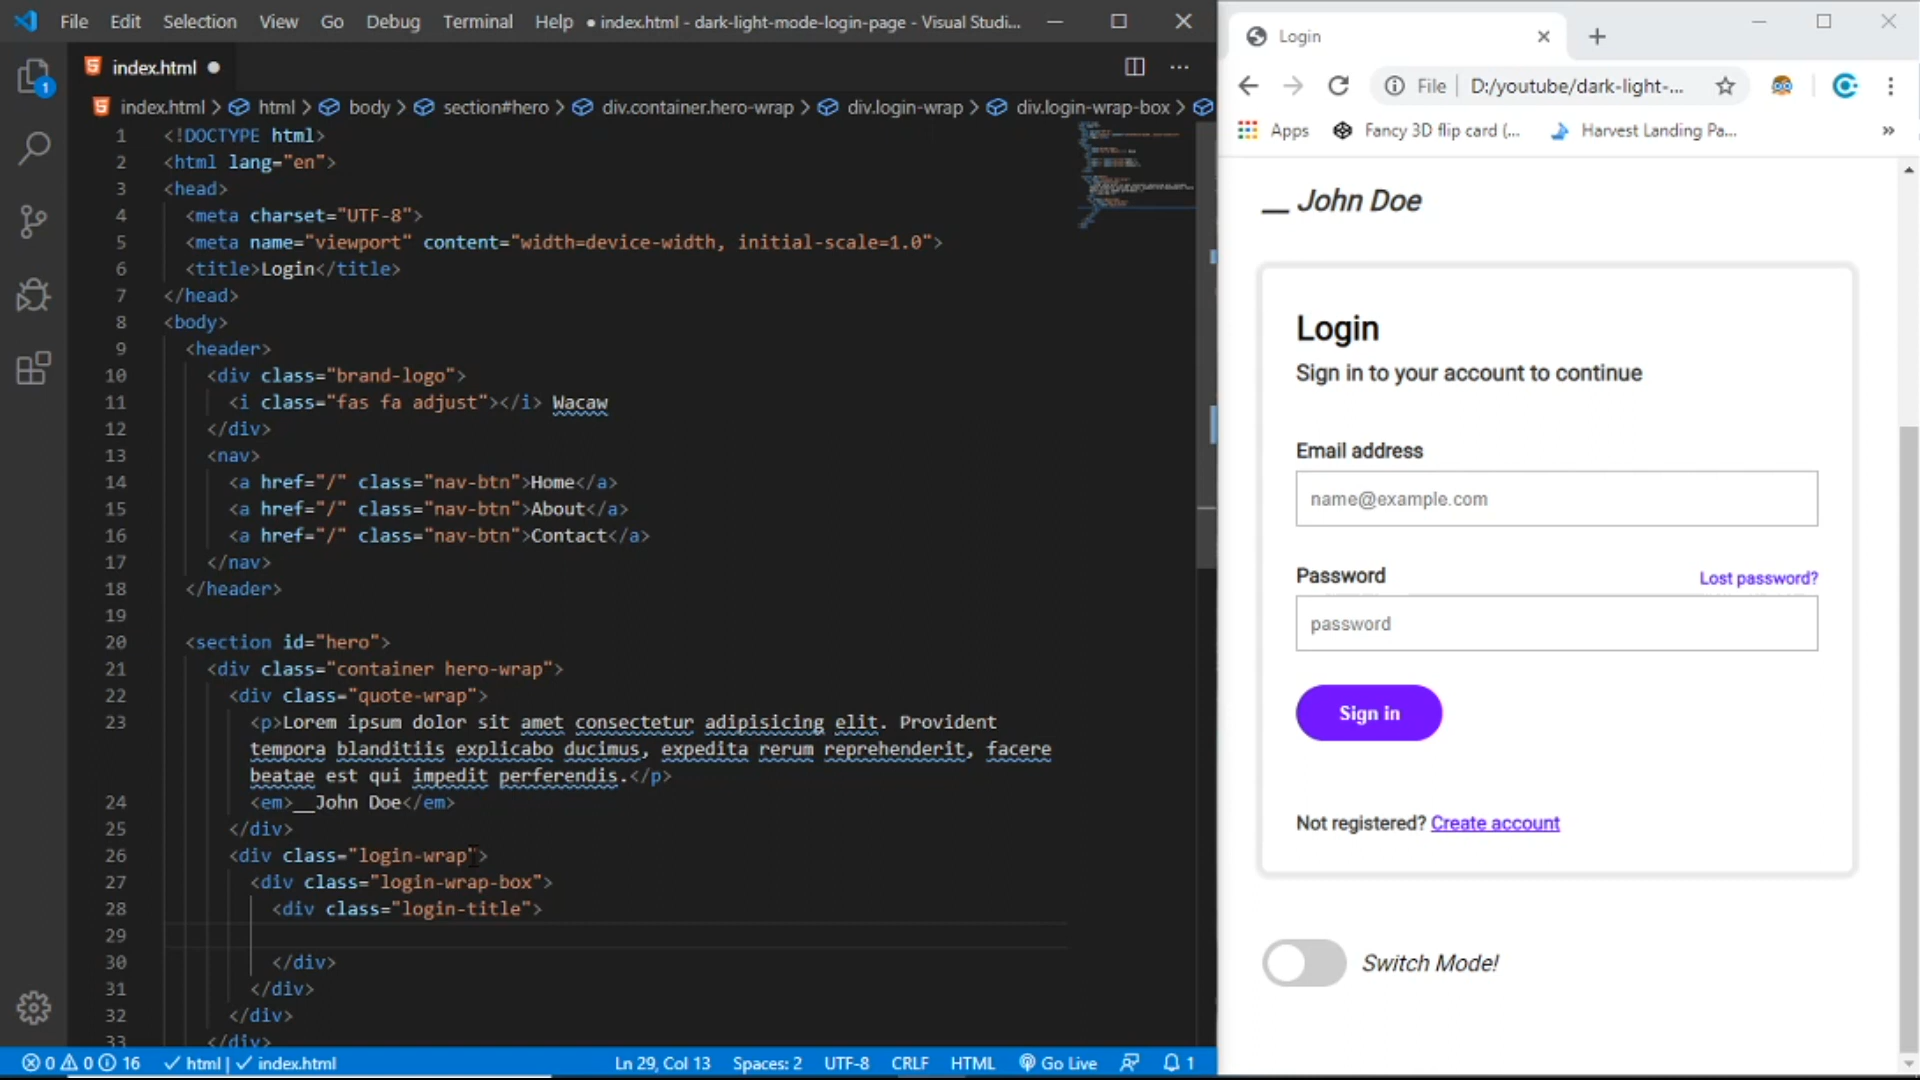 File Edit Selection View Go Debug Terminal Help ● index.html - dark-light-mode-login-page - Visual Studi...
index.html ●
index.html > html > body > section#hero > div.container.hero-wrap > div.login-wrap > div.login-wrap-box >
1 <!DOCTYPE html>
2 <html lang="en">
3 <head>
4 <meta charset="UTF-8">
5 <meta name="viewport" content="width=device-width, initial-scale=1.0">
6 <title>Login</title>
7 </head>
8 <body>
9 <header>
10 <div class="brand-logo">
11 <i class="fas fa adjust"></i> Wacaw
12 </div>
13 <nav>
14 <a href="/" class="nav-btn">Home</a>
15 <a href="/" class="nav-btn">About</a>
16 <a href="/" class="nav-btn">Contact</a>
17 </nav>
18 </header>
19
20 <section id="hero">
21 <div class="container hero-wrap">
22 <div class="quote-wrap">
23 <p>Lorem ipsum dolor sit amet consectetur adipisicing elit. Provident
tempora blanditiis explicabo ducimus, expedita rerum reprehenderit, facere
beatae est qui impedit perferendis.</p>
24 <em>__John Doe</em>
25 </div>
26 <div class="login-wrap">
27 <div class="login-wrap-box">
28 <div class="login-title">
29
30 </div>
31 </div>
32 </div>
33 </div>
1
0 0 16 html | index.html Ln 29, Col 13 Spaces: 2 UTF-8 CRLF HTML Go Live 1
Login
File | D:/youtube/dark-light-...
Apps Fancy 3D flip card (... Harvest Landing Pa... »
__ John Doe
Login
Sign in to your account to continue
Email address
name@example.com
Password Lost password?
password
Sign in
Not registered? Create account
Switch Mode!